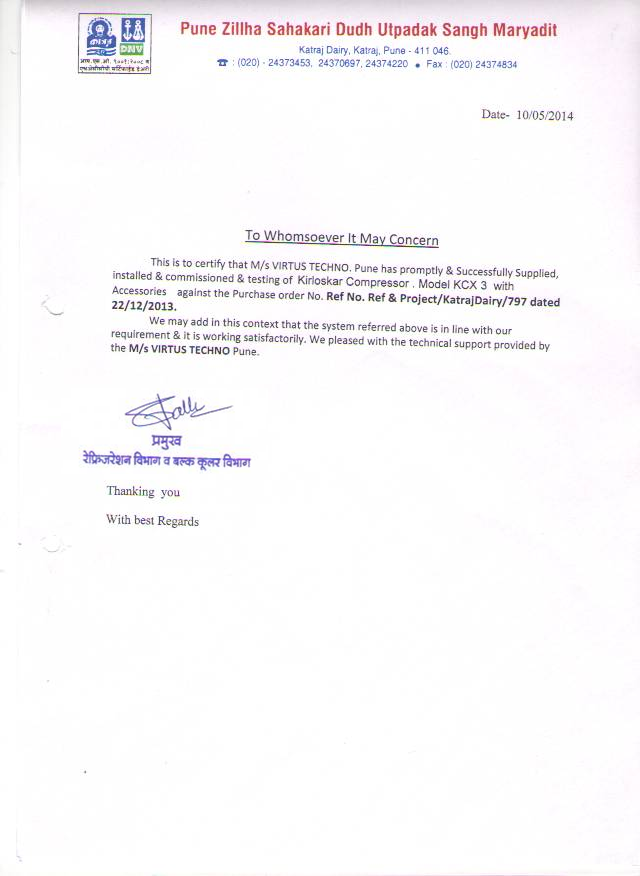 Pune Zillha Sahakari Dudh Utpadak Sangh Maryadit
Katraj Dairy, Katraj, Pune - 411 046.
☎ : (020) - 24373453, 24370697, 24374220 ● Fax : (020) 24374834
कात्रज
DNV
आय.एस.ओ. ९००१:२००८ व
एचअेसीसीपी सर्टिफाईड डेअरी
Date- 10/05/2014
To Whomsoever It May Concern
This is to certify that M/s VIRTUS TECHNO. Pune has promptly & Successfully Supplied,
installed & commissioned & testing of Kirloskar Compressor . Model KCX 3 with
Accessories against the Purchase order No. Ref No. Ref & Project/KatrajDairy/797 dated
22/12/2013.
We may add in this context that the system referred above is in line with our
requirement & it is working satisfactorily. We pleased with the technical support provided by
the M/s VIRTUS TECHNO Pune.
प्रमुख
रेफ्रिजरेशन विभाग व बल्क कूलर विभाग
Thanking you
With best Regards